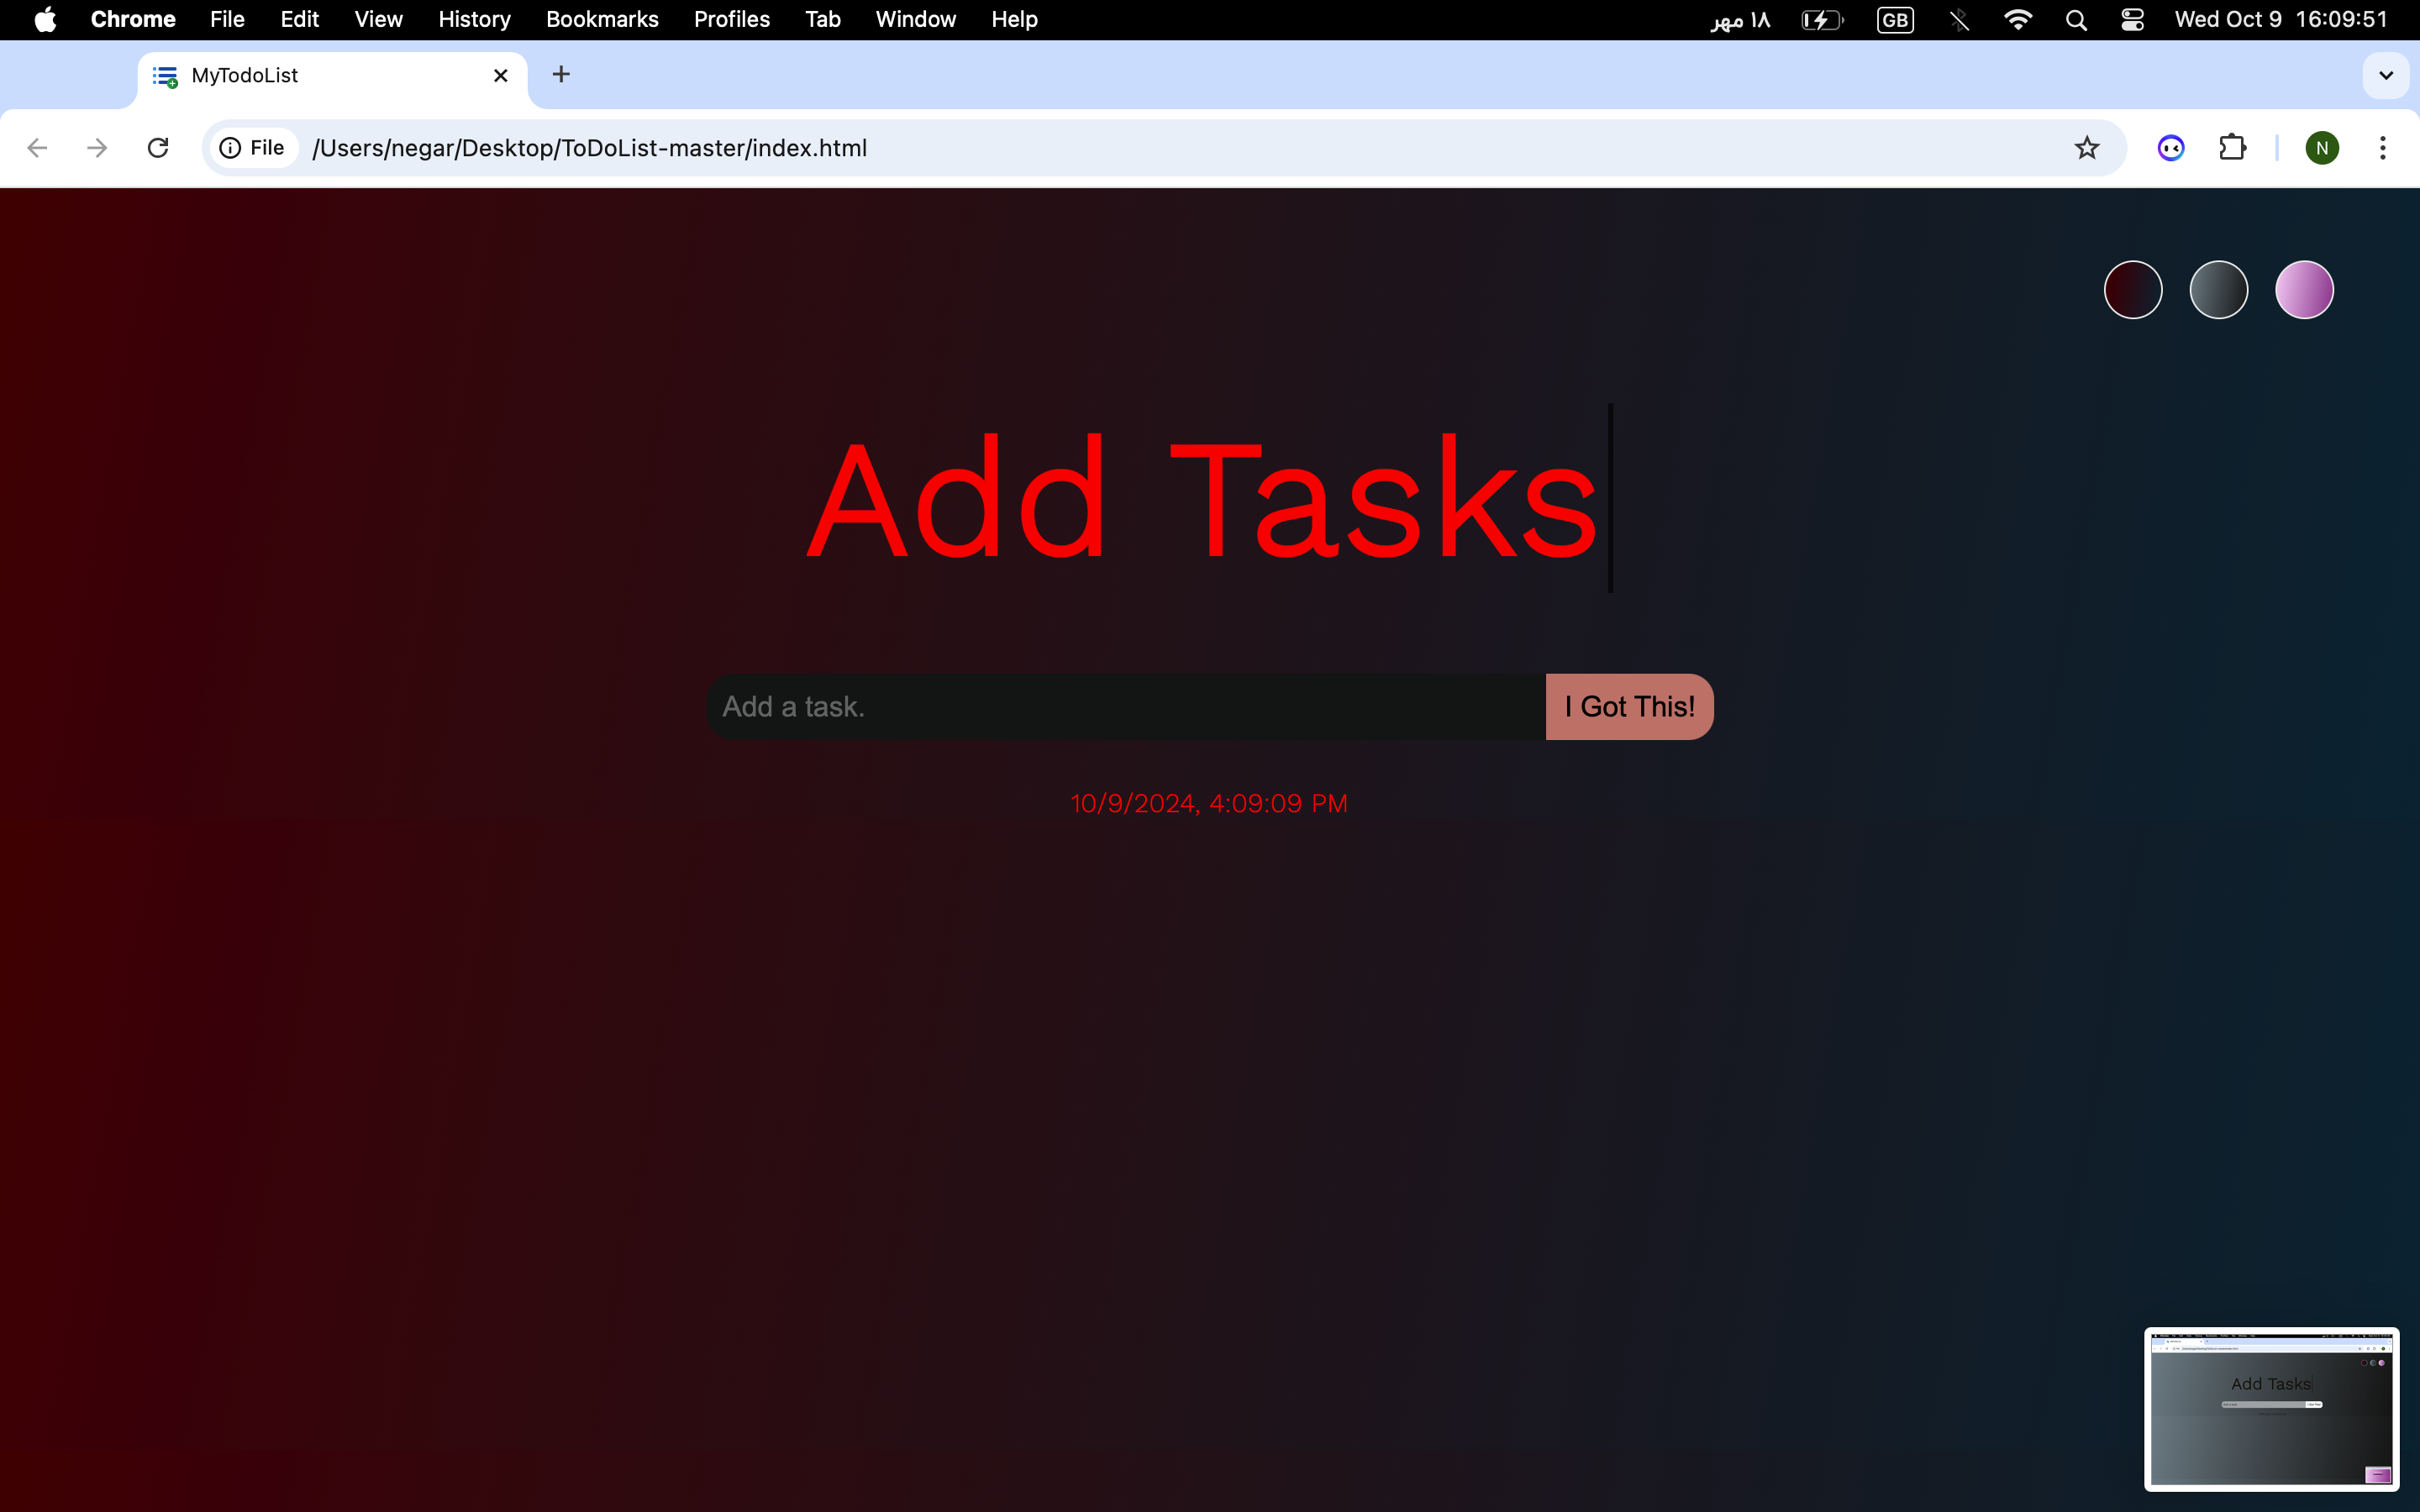 Chrome File Edit View History Bookmarks Profiles Tab Window Help ۱۸ مهر GB Wed Oct 9 16:09:51
MyTodoList
File /Users/negar/Desktop/ToDoList-master/index.html N
Add Tasks
Add a task. I Got This!
10/9/2024, 4:09:09 PM
Add Tasks